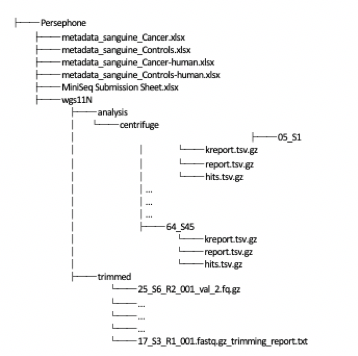 Persephone
metadata_sanguine_Cancer.xlsx
metadata_sanguine_Controls.xlsx
metadata_sanguine_Cancer-human.xlsx
metadata_sanguine_Controls-human.xlsx
MiniSeq Submission Sheet.xlsx
wgs11N
analysis
centrifuge
05_S1
kreport.tsv.gz
report.tsv.gz
hits.tsv.gz
...
...
...
64_S45
kreport.tsv.gz
report.tsv.gz
hits.tsv.gz
trimmed
25_S6_R2_001_val_2.fq.gz
...
...
...
17_S3_R1_001.fastq.gz_trimming_report.txt